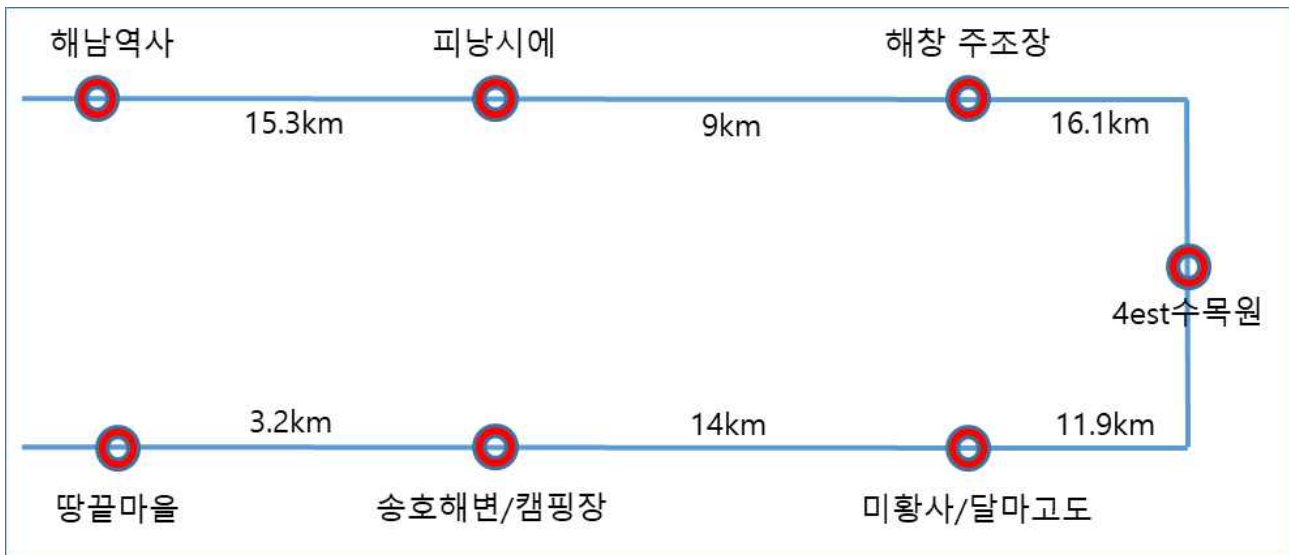 해남역사
피낭시에
해창 주조장
15.3km
9km
16.1km
4est수목원
3.2km
14km
11.9km
땅끝마을
송호해변/캠핑장
미황사/달마고도